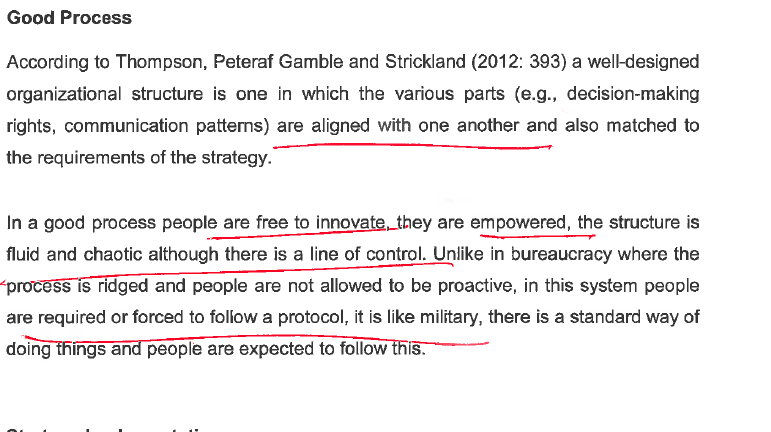 Good Process
According to Thompson, Peteraf Gamble and Strickland (2012: 393) a well-designed
organizational structure is one in which the various parts (e.g., decision-making
rights, communication patterns) are aligned with one another and also matched to
the requirements of the strategy.
In a good process people are free to innovate, they are empowered, the structure is
fluid and chaotic although there is a line of control. Unlike in bureaucracy where the
process is ridged and people are not allowed to be proactive, in this system people
are required or forced to follow a protocol, it is like military, there is a standard way of
doing things and people are expected to follow this.